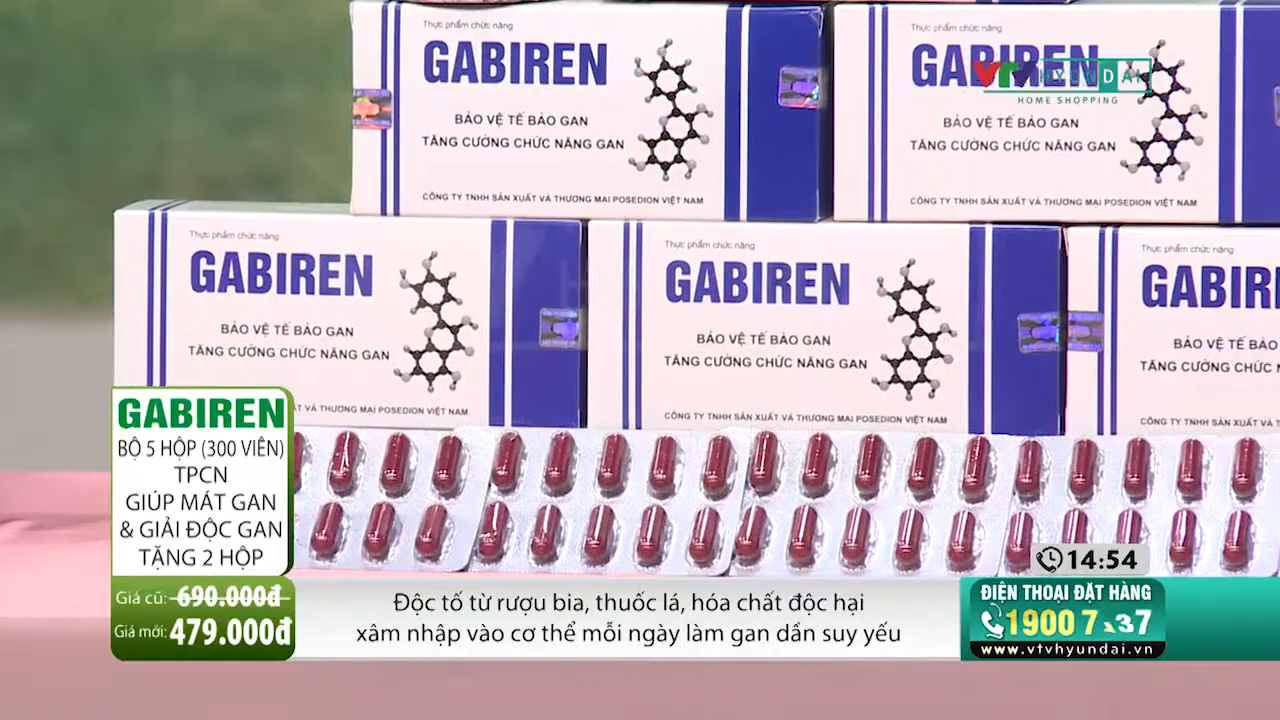 Thực phẩm chức năng
GABIREN
BẢO VỆ TẾ BÀO GAN
TĂNG CƯỜNG CHỨC NĂNG GAN
CÔNG TY TNHH SẢN XUẤT VÀ THƯƠNG MẠI POSEDION VIỆT NAM
Thực phẩm chức năng
GABIREN
BẢO VỆ TẾ BÀO GAN
TĂNG CƯỜNG CHỨC NĂNG GAN
CÔNG TY TNHH SẢN XUẤT VÀ THƯƠNG MẠI POSEDION VIỆT NAM
VTV HYUNDAI
HOME SHOPPING
Thực phẩm chức năng
GABIREN
BẢO VỆ TẾ BÀO GAN
TĂNG CƯỜNG CHỨC NĂNG GAN
VÀ THƯƠNG MẠI POSEDION VIỆT NAM
Thực phẩm chức năng
GABIREN
BẢO VỆ TẾ BÀO GAN
TĂNG CƯỜNG CHỨC NĂNG GAN
CÔNG TY TNHH SẢN XUẤT VÀ THƯƠNG MẠI POSEDION VIỆT NAM
Thực phẩm chức năng
GABIR
BẢO VỆ TẾ BÀO
TĂNG CƯỜNG CHỨC N
CÔNG TY TNHH SẢN XUẤT VÀ T
GABIREN
BỘ 5 HỘP (300 VIÊN)
TPCN
GIÚP MÁT GAN
& GIẢI ĐỘC GAN
TẶNG 2 HỘP
Giá cũ: 690.000đ
Giá mới: 479.000đ
Độc tố từ rượu bia, thuốc lá, hóa chất độc hại
xâm nhập vào cơ thể mỗi ngày làm gan dần suy yếu
14:54
ĐIỆN THOẠI ĐẶT HÀNG
1900 7
www.vtvhyundai.vn